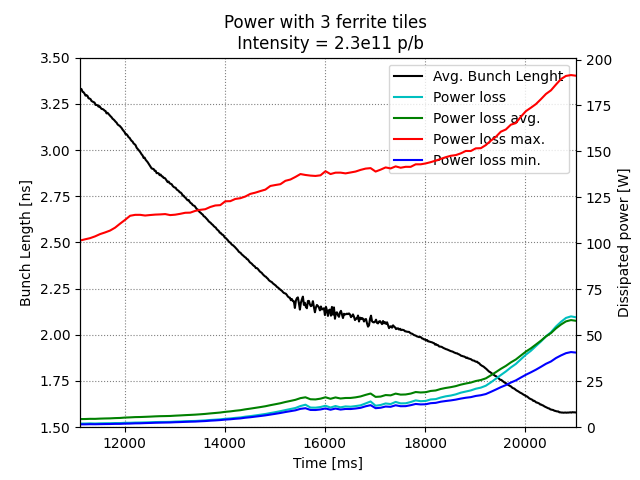 Power with 3 ferrite tiles
Intensity = 2.3e11 p/b
3.50
3.25
3.00
2.75
2.50
2.25
2.00
1.75
1.50
Bunch Length [ns]
Avg. Bunch Lenght
Power loss
Power loss avg.
Power loss max.
Power loss min.
200
175
150
125
100
75
50
25
0
Dissipated power [W]
12000
14000
16000
18000
20000
Time [ms]